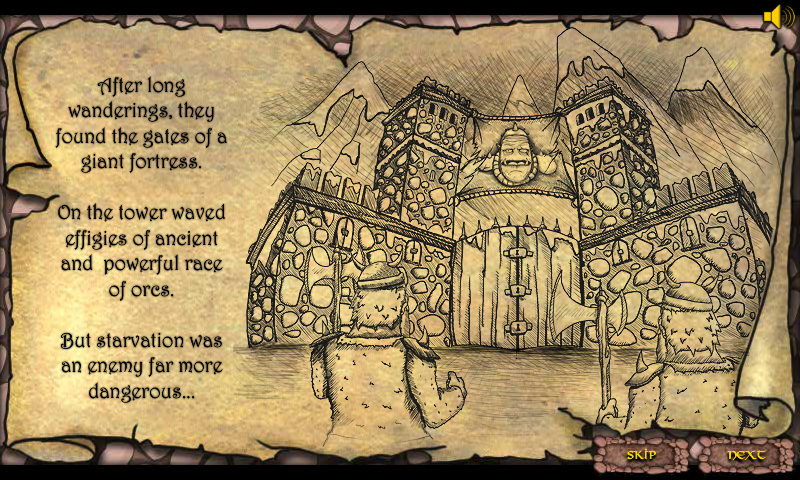 After long
wanderings, they
found the gates of a
giant fortress.
On the tower waved
effigies of ancient
and powerful race
of orcs.
But starvation was
an enemy far more
dangerous...
SKIP
NEXT